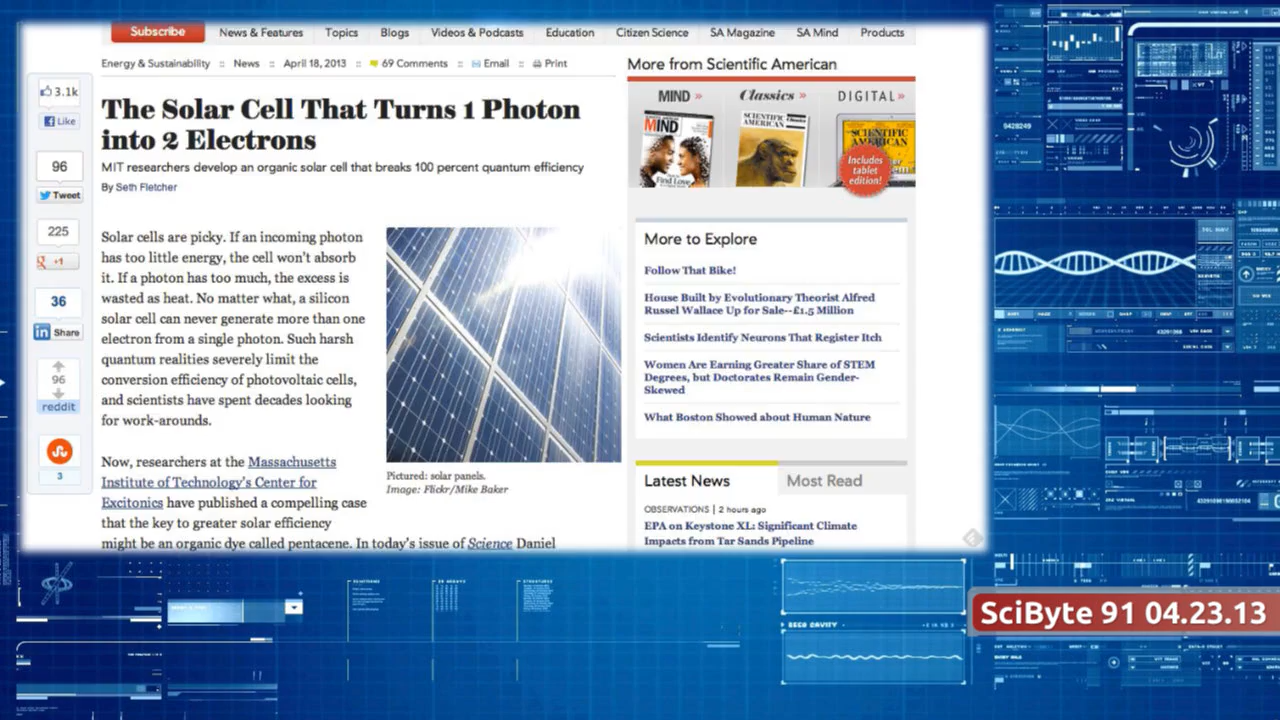 Subscribe
News & Features
Topics
Blogs
Videos & Podcasts
Education
Citizen Science
SA Magazine
SA Mind
Products
Energy & Sustainability :: News :: April 18, 2013 :: 69 Comments :: Email :: Print
The Solar Cell That Turns 1 Photon
into 2 Electrons
MIT researchers develop an organic solar cell that breaks 100 percent quantum efficiency
By Seth Fletcher
3.1k
Like
96
Tweet
225
+1
36
in Share
96
reddit
3
Solar cells are picky. If an incoming photon
has too little energy, the cell won't absorb
it. If a photon has too much, the excess is
wasted as heat. No matter what, a silicon
solar cell can never generate more than one
electron from a single photon. Such harsh
quantum realities severely limit the
conversion efficiency of photovoltaic cells,
and scientists have spent decades looking
for work-arounds.
Now, researchers at the Massachusetts
Institute of Technology's Center for
Excitonics have published a compelling case
that the key to greater solar efficiency
might be an organic dye called pentacene. In today's issue of Science Daniel
Pictured: solar panels.
Image: Flickr/Mike Baker
More from Scientific American
MIND »
Classics »
DIGITAL »
MIND
Find Love
SCIENTIFIC
AMERICAN
SCIENTIFIC
AMERICAN
Includes
tablet
edition!
More to Explore
Follow That Bike!
House Built by Evolutionary Theorist Alfred
Russel Wallace Up for Sale--£1.5 Million
Scientists Identify Neurons That Register Itch
Women Are Earning Greater Share of STEM
Degrees, but Doctorates Remain Gender-
Skewed
What Boston Showed about Human Nature
Latest News
Most Read
OBSERVATIONS | 2 hours ago
EPA on Keystone XL: Significant Climate
Impacts from Tar Sands Pipeline
9428249
SciByte 91 04.23.13